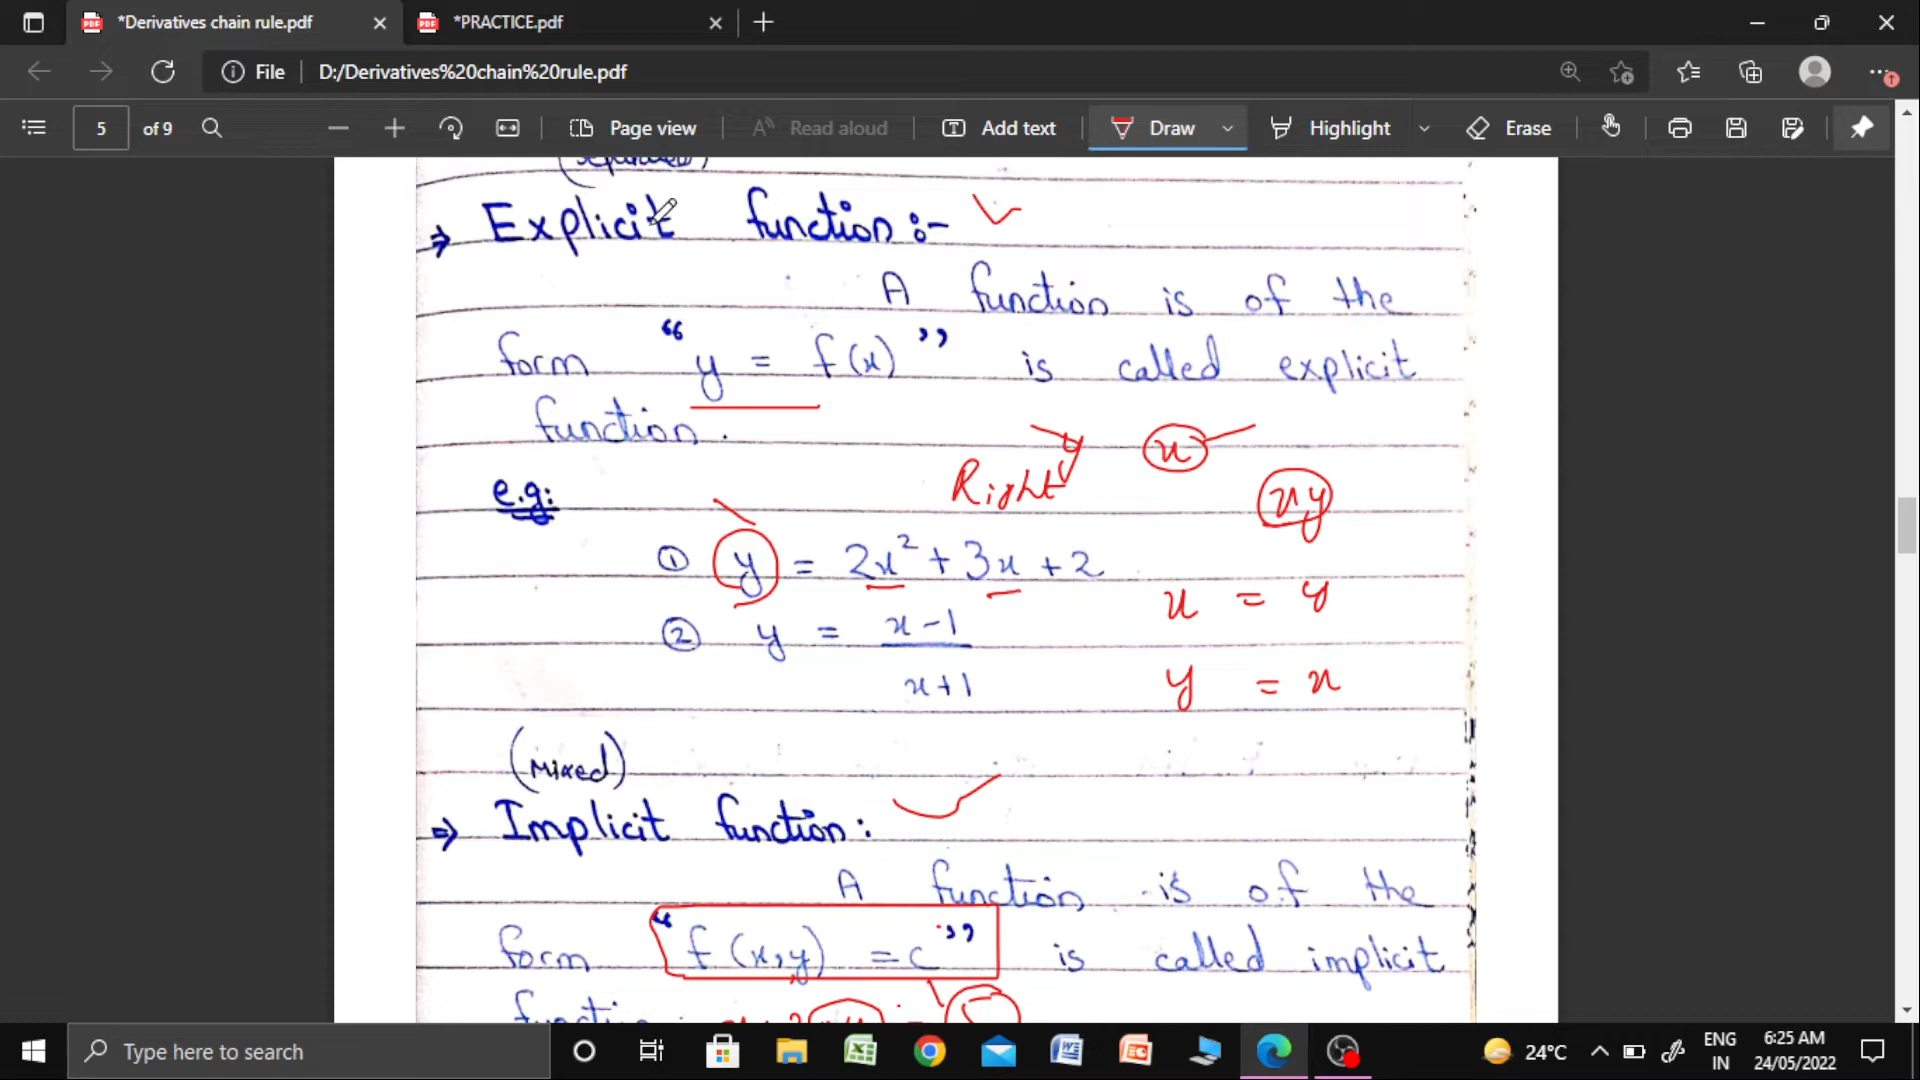 *Derivatives chain rule.pdf
*PRACTICE.pdf
File
D:/Derivatives%20chain%20rule.pdf
5 of 9
Page view
Read aloud
Add text
Draw
Highlight
Erase
⇒ Explicit function :-
A function is of the
form “ y = f(x) ” is called explicit
function.
Right y x
e.g:
xy
① y = 2x² + 3x + 2
x = y
② y = x-1
x+1
y = x
(Mixed)
⇒ Implicit function :
A function is of the
form “ f(x,y) = c ” is called implicit
function.
Type here to search
24°C
ENG
IN
6:25 AM
24/05/2022